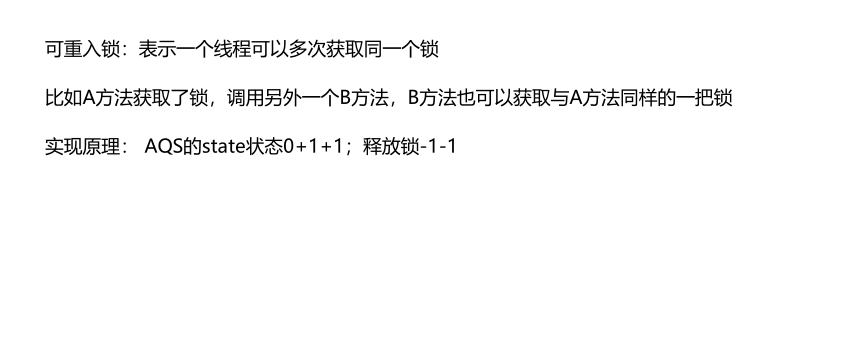 可重入锁：表示一个线程可以多次获取同一个锁
比如A方法获取了锁，调用另外一个B方法，B方法也可以获取与A方法同样的一把锁
实现原理： AQS的state状态0+1+1；释放锁-1-1